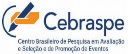 Cebraspe
Centro Brasileiro de Pesquisa em Avaliação
e Seleção e de Promoção de Eventos